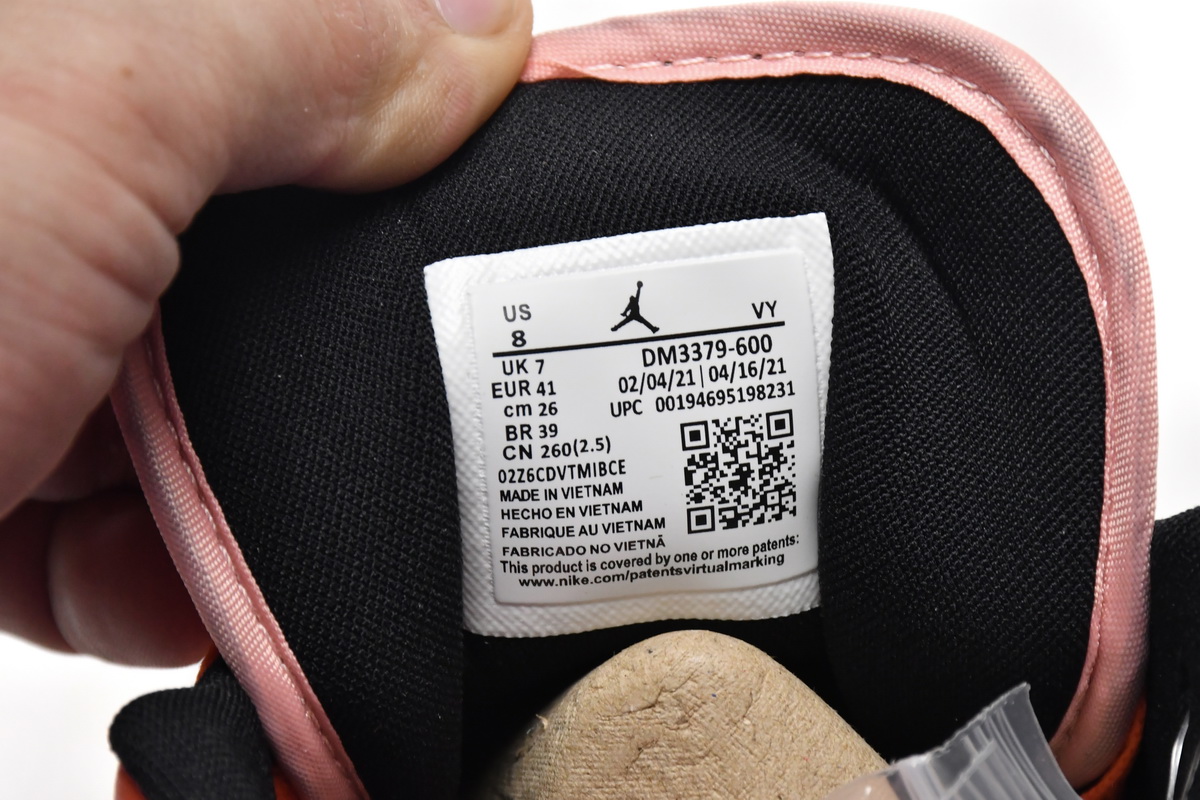 US VY
8
UK 7 DM3379-600
EUR 41 02/04/21 | 04/16/21
cm 26 UPC 00194695198231
BR 39
CN 260(2.5)
02Z6CDVTMIBCE
MADE IN VIETNAM
HECHO EN VIETNAM
FABRIQUE AU VIETNAM
FABRICADO NO VIETNÃ
This product is covered by one or more patents:
www.nike.com/patentsvirtualmarking